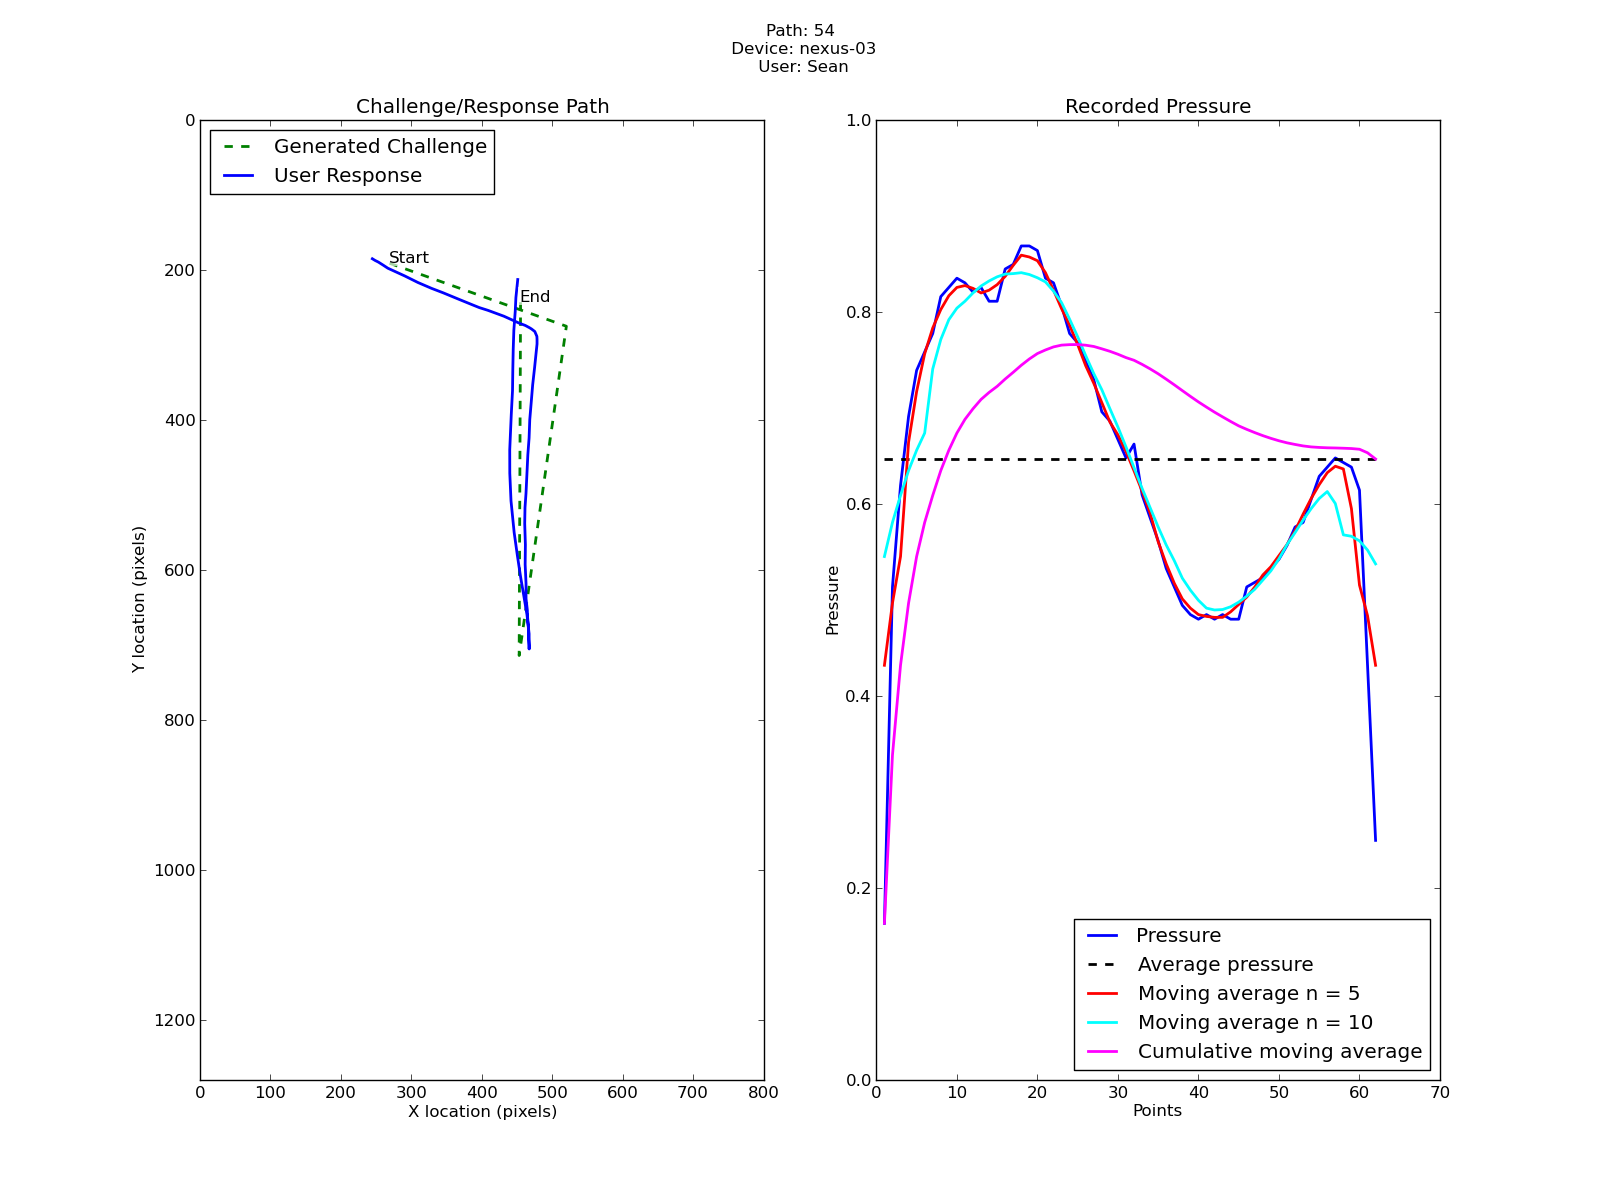 Path: 54
Device: nexus-03
User: Sean
Challenge/Response Path
Generated Challenge
User Response
Start
End
0
200
400
600
800
1000
1200
Y location (pixels)
0 100 200 300 400 500 600 700 800
X location (pixels)
Recorded Pressure
1.0
0.8
0.6
0.4
0.2
0.0
Pressure
Pressure
Average pressure
Moving average n = 5
Moving average n = 10
Cumulative moving average
0 10 20 30 40 50 60 70
Points